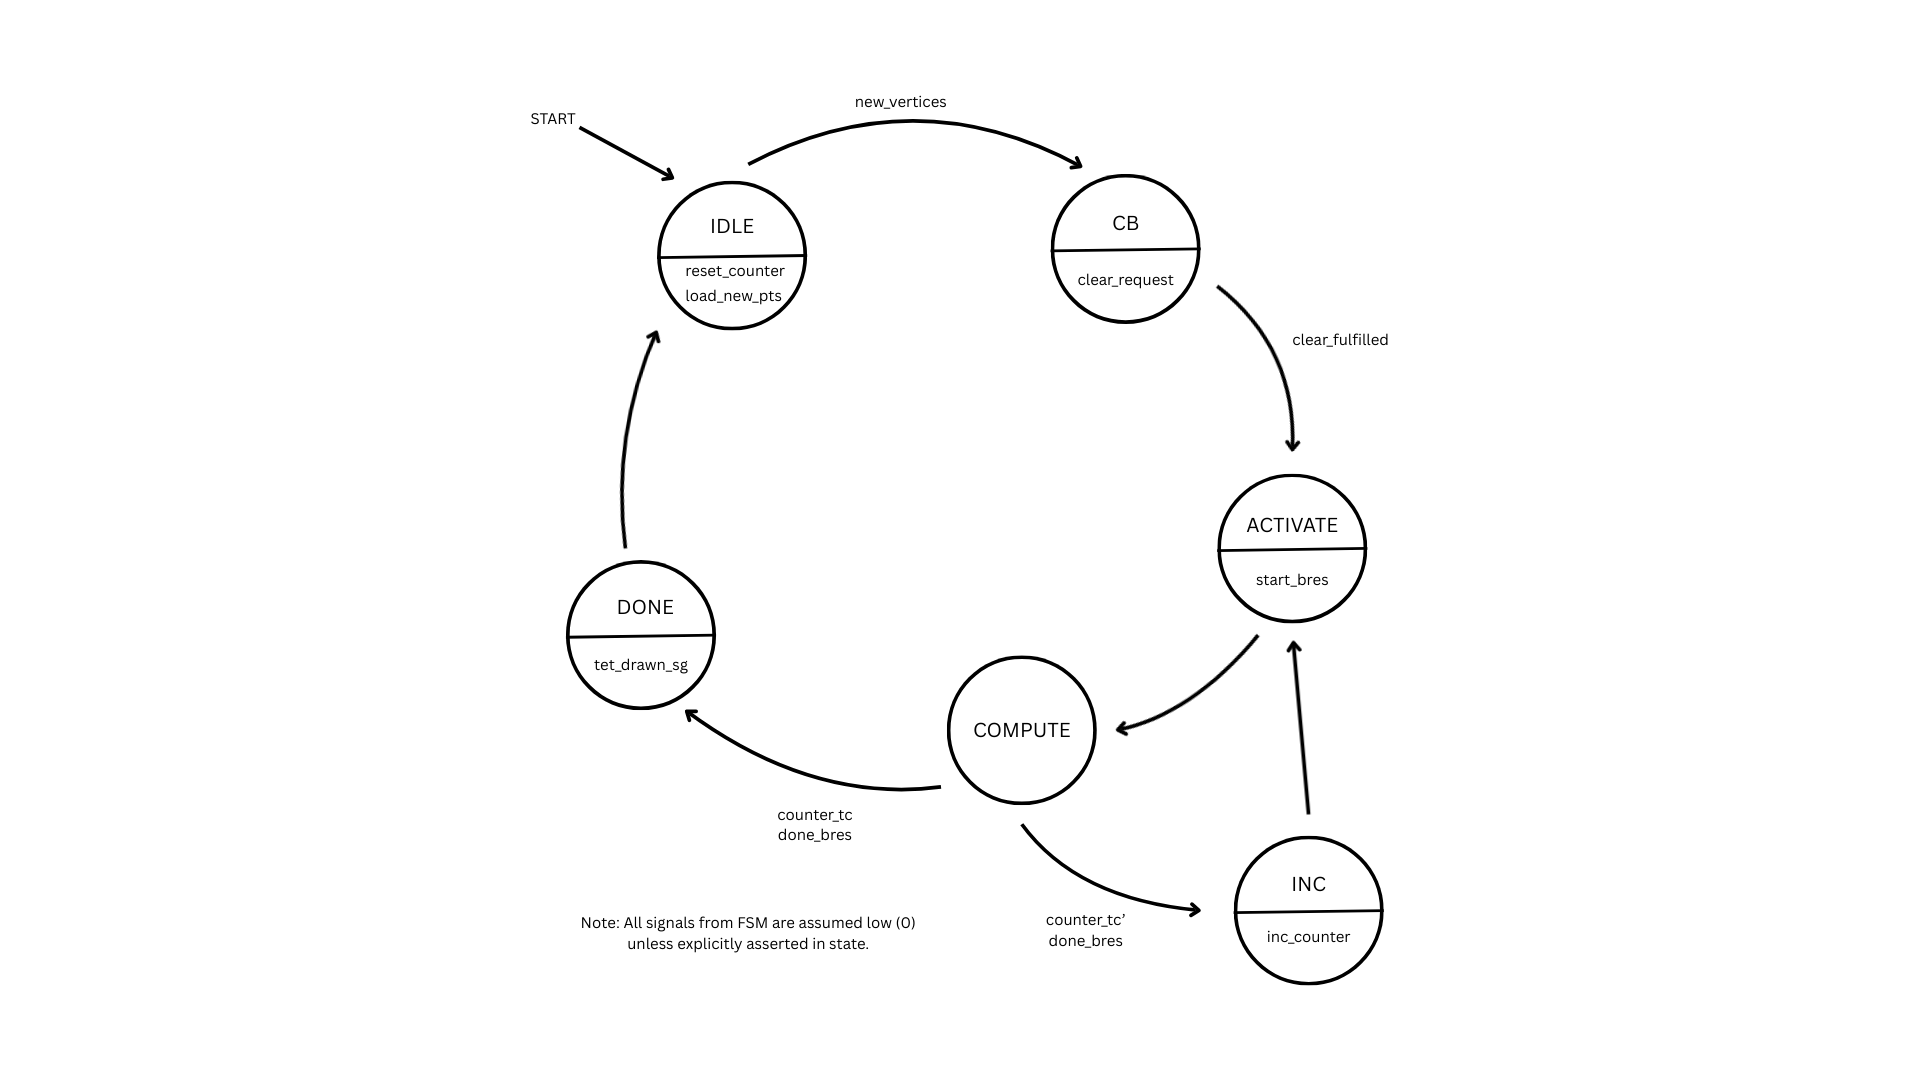 new_vertices
START
IDLE
reset_counter
load_new_pts
CB
clear_request
clear_fulfilled
ACTIVATE
start_bres
DONE
tet_drawn_sg
COMPUTE
counter_tc
done_bres
INC
inc_counter
counter_tc’
done_bres
Note: All signals from FSM are assumed low (0)
unless explicitly asserted in state.